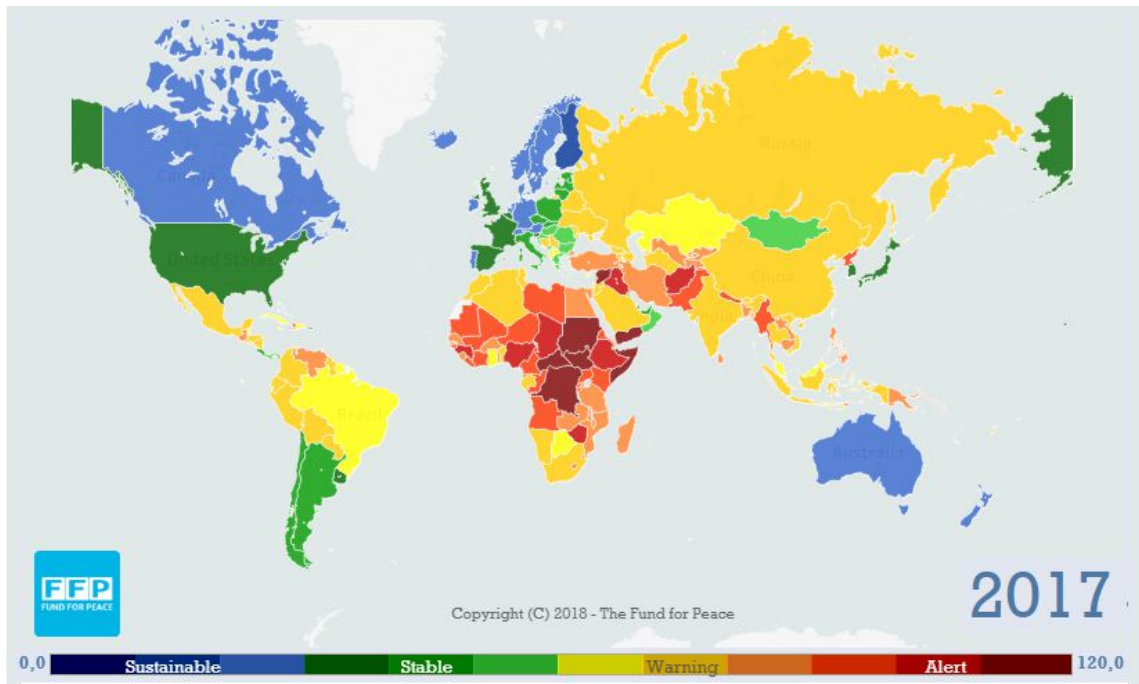 Russia
Canada
United States
China
India
Brazil
Australia
FFP
FUND FOR PEACE
Copyright (C) 2018 - The Fund for Peace
2017
0,0 Sustainable Stable Warning Alert 120,0